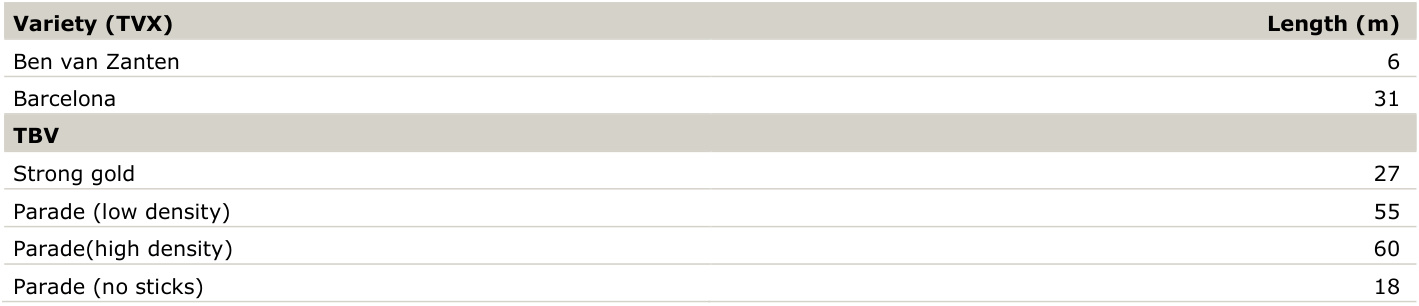 Variety (TVX) Length (m)
Ben van Zanten 6
Barcelona 31
TBV
Strong gold 27
Parade (low density) 55
Parade(high density) 60
Parade (no sticks) 18